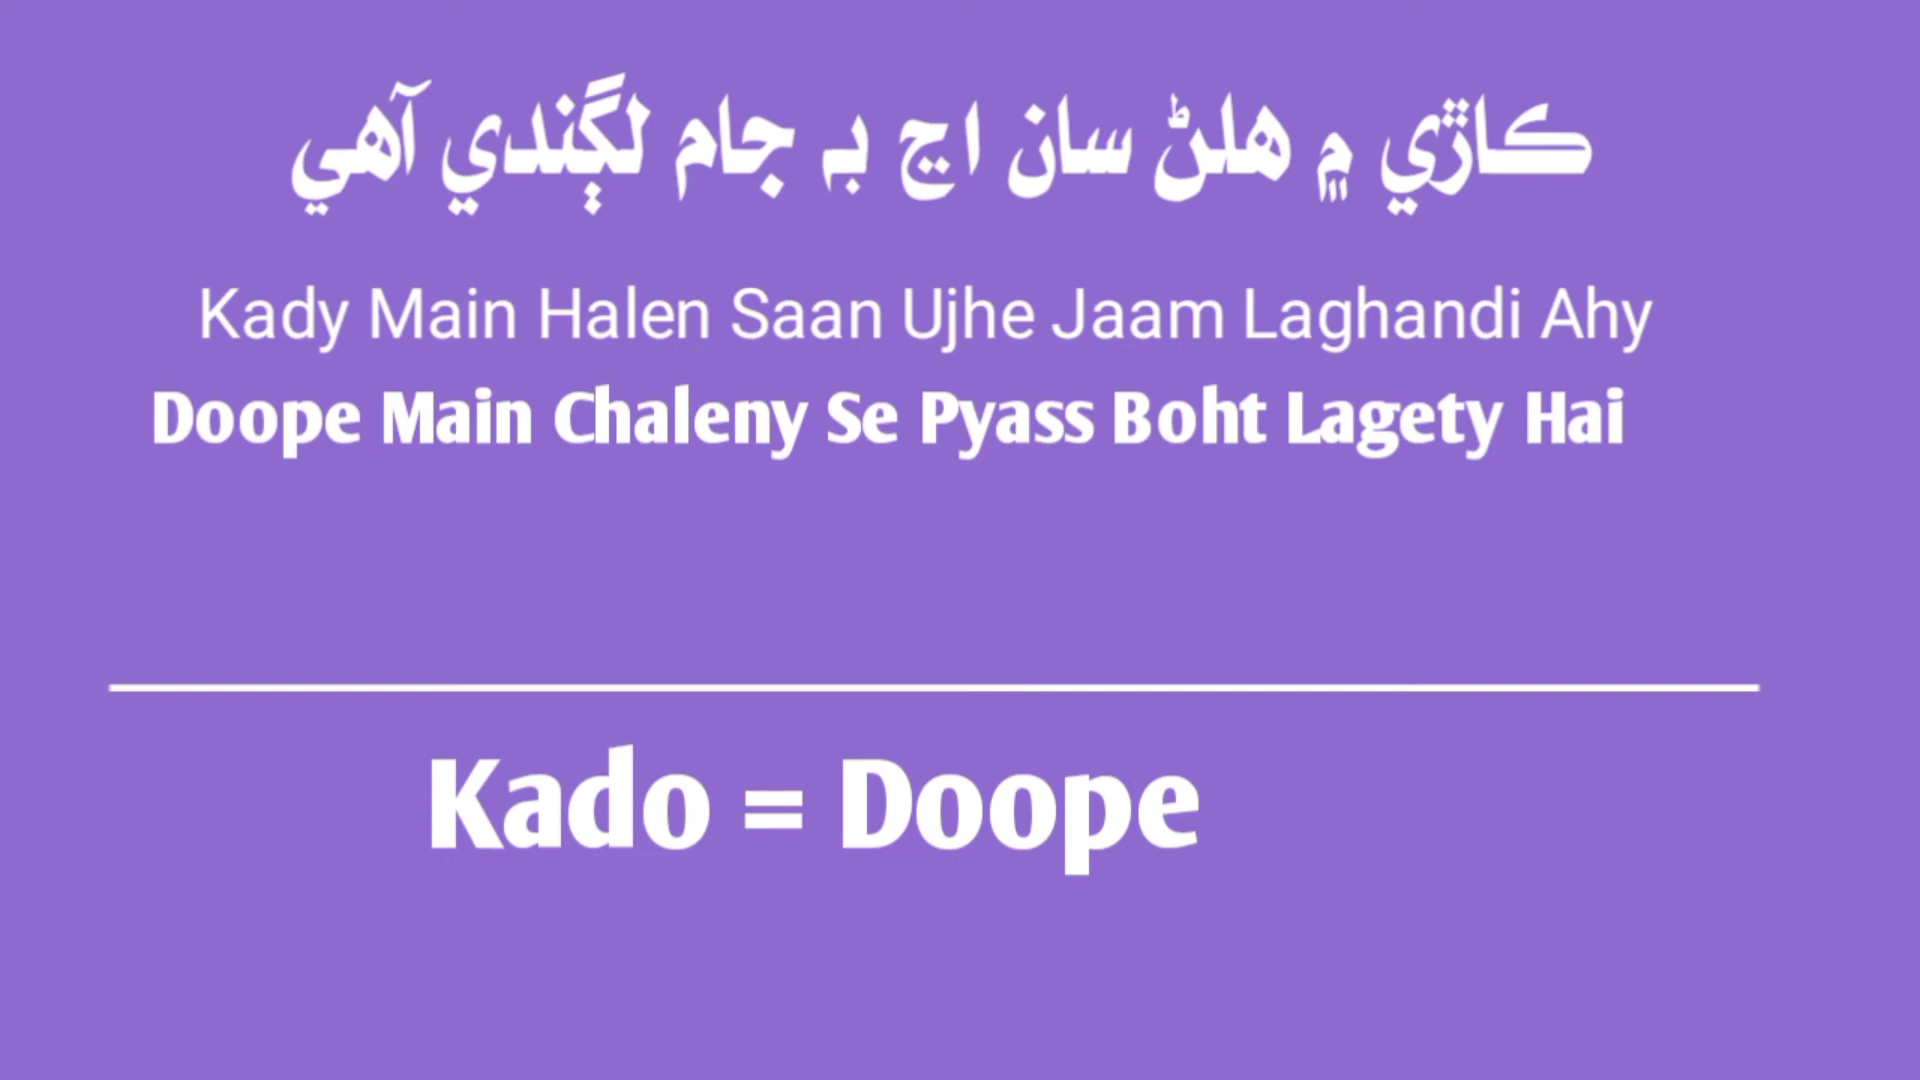 ڪاڙي ۾ هلڻ سان اڃ بہ جام لڳندي آهي
Kady Main Halen Saan Ujhe Jaam Laghandi Ahy
Doope Main Chaleny Se Pyass Boht Lagety Hai
Kado = Doope